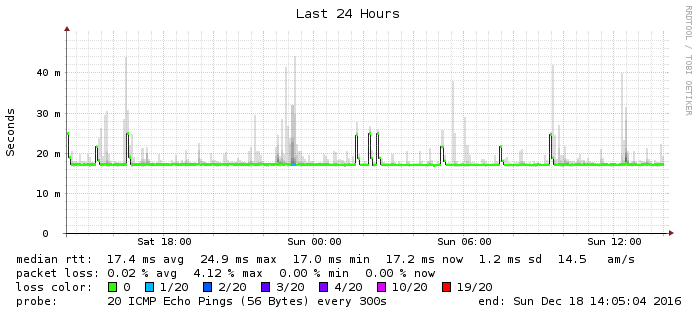 Last 24 Hours
RRDTOOL / TOBI OETIKER
Seconds
40 m
30 m
20 m
10 m
0
Sat 18:00 Sun 00:00 Sun 06:00 Sun 12:00
median rtt: 17.4 ms avg 24.9 ms max 17.0 ms min 17.2 ms now 1.2 ms sd 14.5 am/s
packet loss: 0.02 % avg 4.12 % max 0.00 % min 0.00 % now
loss color: 0 1/20 2/20 3/20 4/20 10/20 19/20
probe: 20 ICMP Echo Pings (56 Bytes) every 300s end: Sun Dec 18 14:05:04 2016